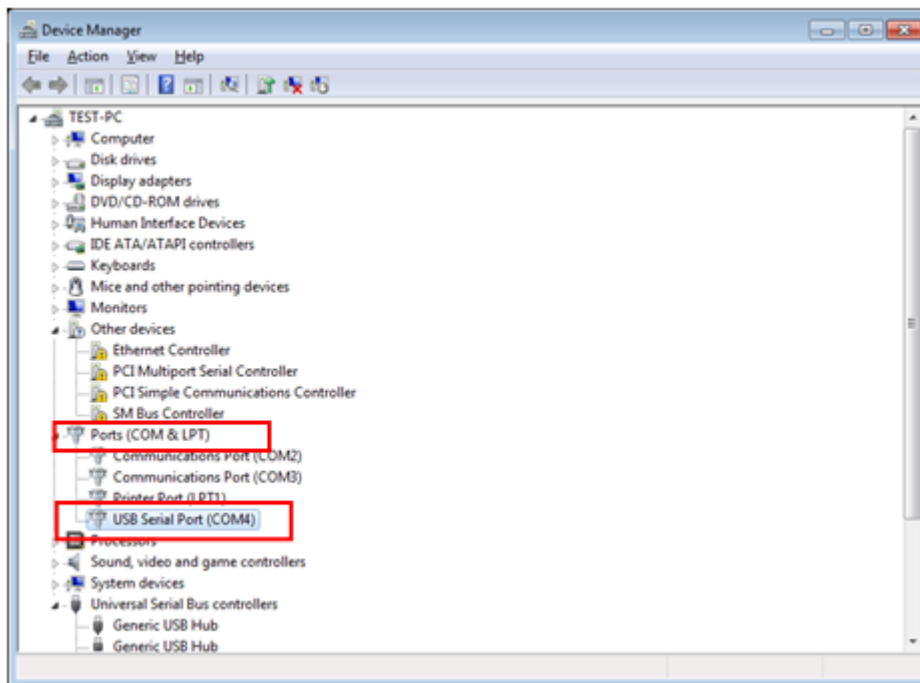 Device Manager
File Action View Help
TEST-PC
Computer
Disk drives
Display adapters
DVD/CD-ROM drives
Human Interface Devices
IDE ATA/ATAPI controllers
Keyboards
Mice and other pointing devices
Monitors
Other devices
Ethernet Controller
PCI Multiport Serial Controller
PCI Simple Communications Controller
SM Bus Controller
Ports (COM & LPT)
Communications Port (COM2)
Communications Port (COM3)
Printer Port (LPT1)
USB Serial Port (COM4)
Processors
Sound, video and game controllers
System devices
Universal Serial Bus controllers
Generic USB Hub
Generic USB Hub